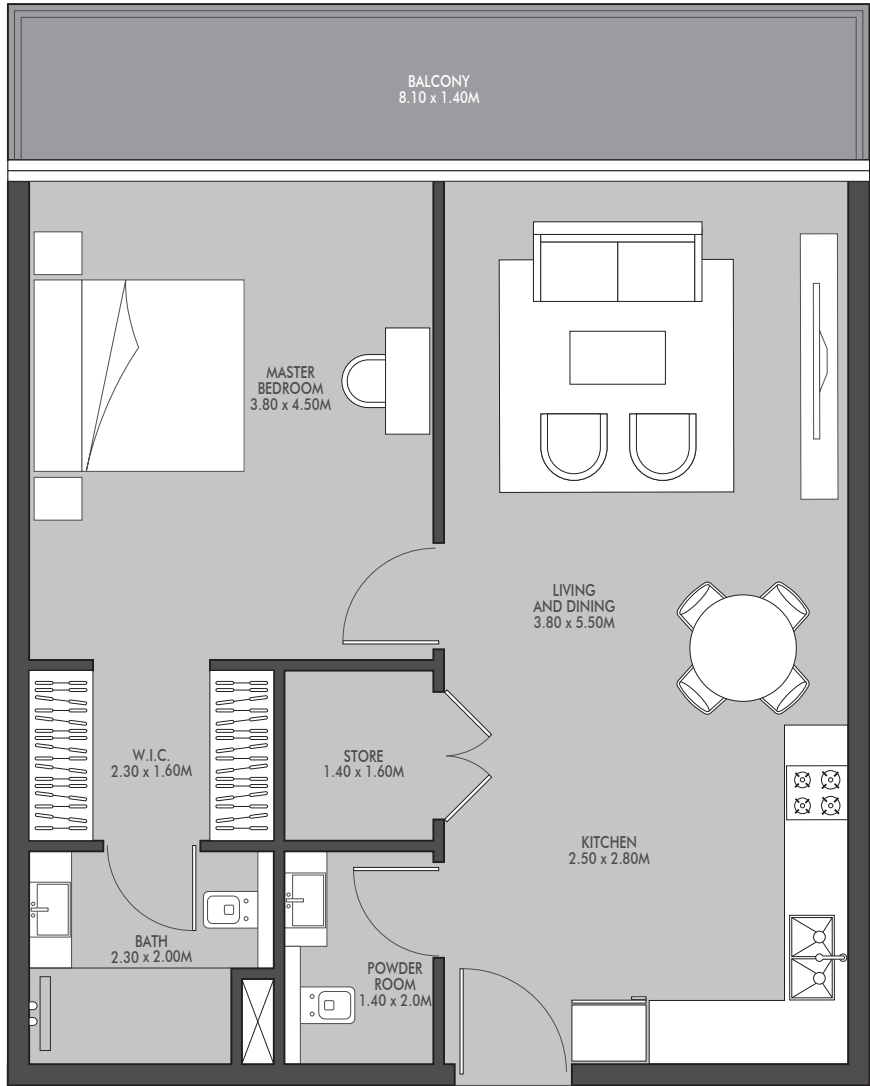 BALCONY
8.10 x 1.40M
MASTER
BEDROOM
3.80 x 4.50M
LIVING
AND DINING
3.80 x 5.50M
W.I.C.
2.30 x 1.60M
STORE
1.40 x 1.60M
KITCHEN
2.50 x 2.80M
BATH
2.30 x 2.00M
POWDER
ROOM
1.40 x 2.0M